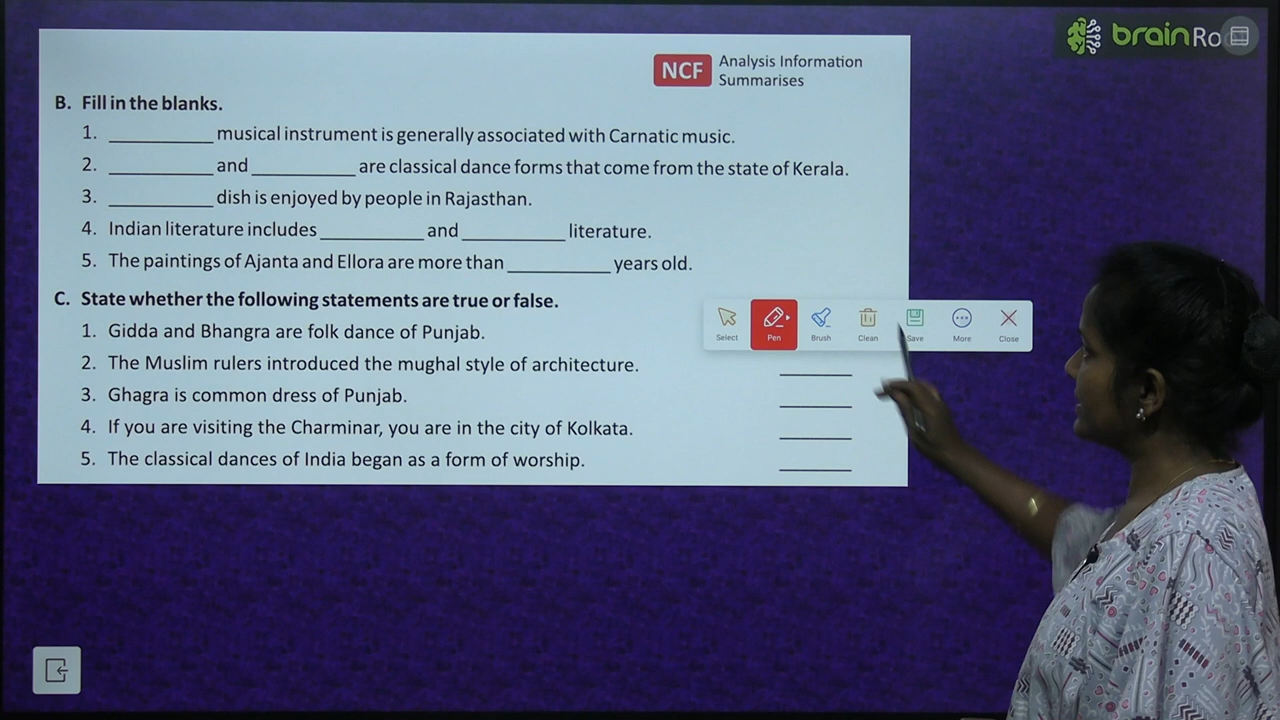 brainRo
NCF Analysis Information
Summarises
B. Fill in the blanks.
1. __________ musical instrument is generally associated with Carnatic music.
2. __________ and __________ are classical dance forms that come from the state of Kerala.
3. __________ dish is enjoyed by people in Rajasthan.
4. Indian literature includes __________ and __________ literature.
5. The paintings of Ajanta and Ellora are more than __________ years old.
C. State whether the following statements are true or false.
1. Gidda and Bhangra are folk dance of Punjab.
Select Pen Brush Clean Save More Close
2. The Muslim rulers introduced the mughal style of architecture. _______
3. Ghagra is common dress of Punjab. _______
4. If you are visiting the Charminar, you are in the city of Kolkata. _______
5. The classical dances of India began as a form of worship. _______